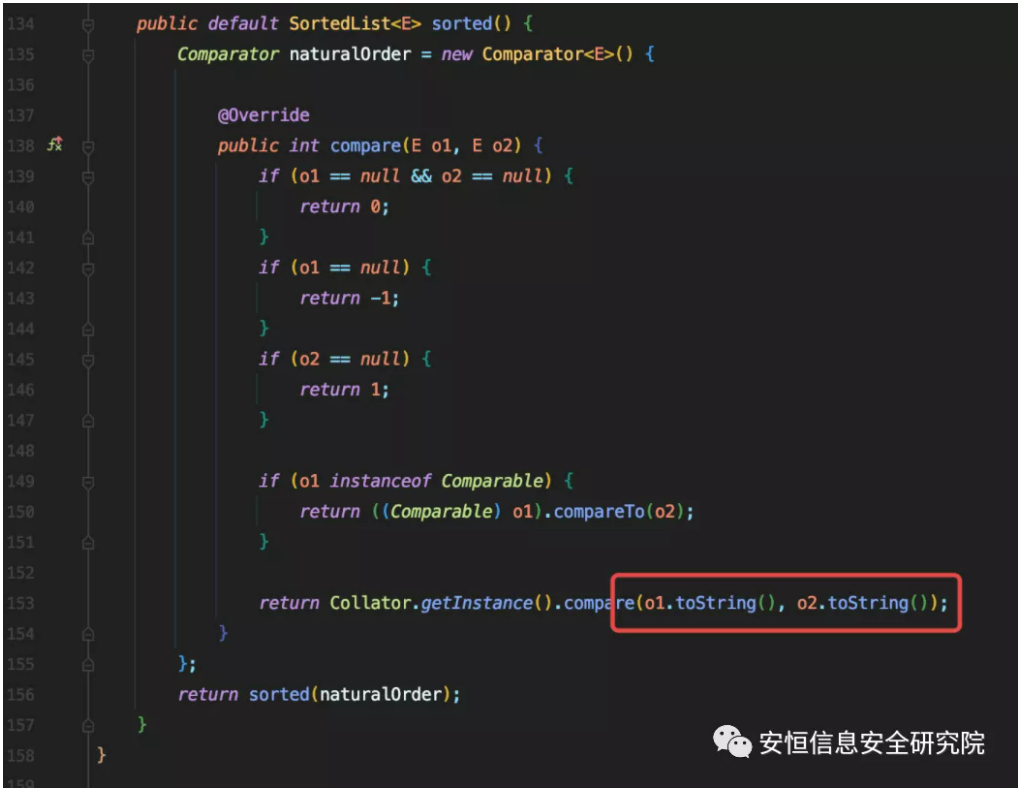 134 public default SortedList<E> sorted() {
135 Comparator naturalOrder = new Comparator<E>() {
136
137 @Override
138 public int compare(E o1, E o2) {
139 if (o1 == null && o2 == null) {
140 return 0;
141 }
142 if (o1 == null) {
143 return -1;
144 }
145 if (o2 == null) {
146 return 1;
147 }
148
149 if (o1 instanceof Comparable) {
150 return ((Comparable) o1).compareTo(o2);
151 }
152
153 return Collator.getInstance().compare(o1.toString(), o2.toString());
154 }
155 };
156 return sorted(naturalOrder);
157 }
158 }
159
安恒信息安全研究院